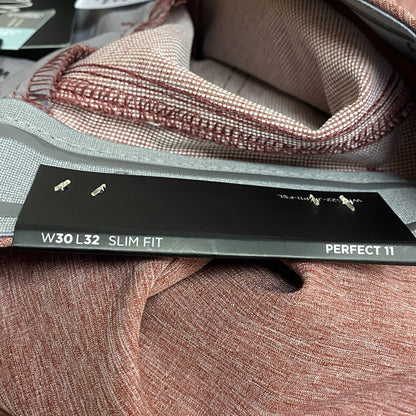 W30 L32 SLIM FIT
PERFECT 11